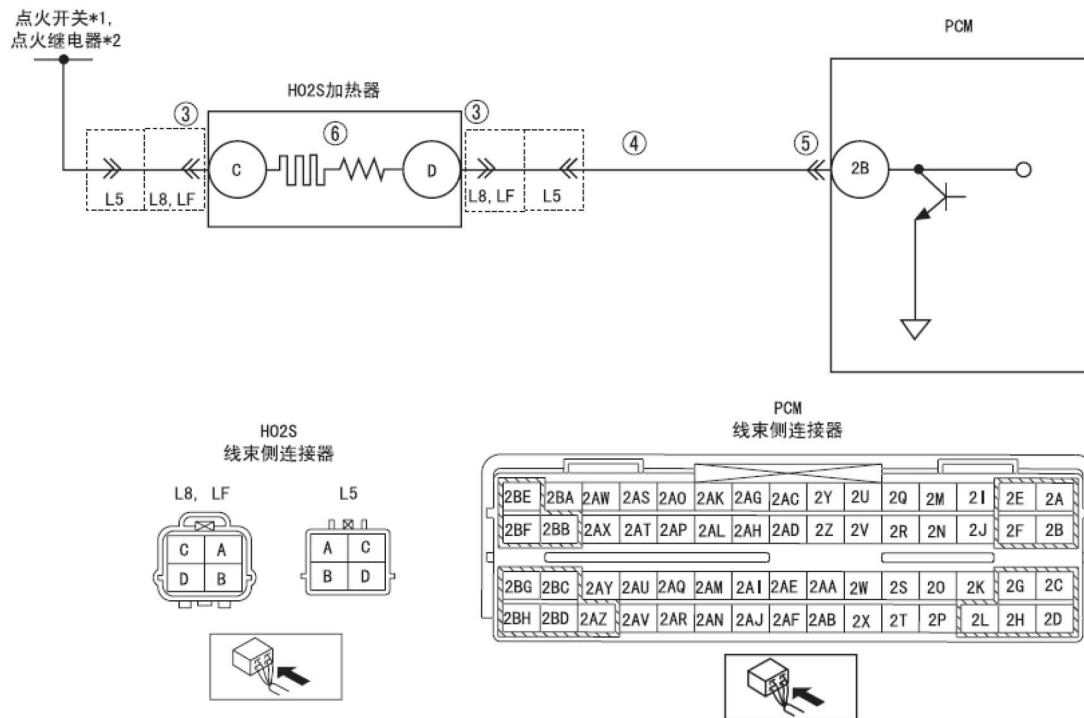 点火开关*1,
点火继电器*2
PCM
HO2S加热器
③ ③
⑥ ④ ⑤
C D 2B
L5 L8, LF L8, LF L5
HO2S
线束侧连接器
L8, LF L5
C A A C
D B B D
PCM
线束侧连接器
2BE 2BA 2AW 2AS 2AO 2AK 2AG 2AC 2Y 2U 2Q 2M 2I 2E 2A
2BF 2BB 2AX 2AT 2AP 2AL 2AH 2AD 2Z 2V 2R 2N 2J 2F 2B
2BG 2BC 2AY 2AU 2AQ 2AM 2AI 2AE 2AA 2W 2S 2O 2K 2G 2C
2BH 2BD 2AZ 2AV 2AR 2AN 2AJ 2AF 2AB 2X 2T 2P 2L 2H 2D